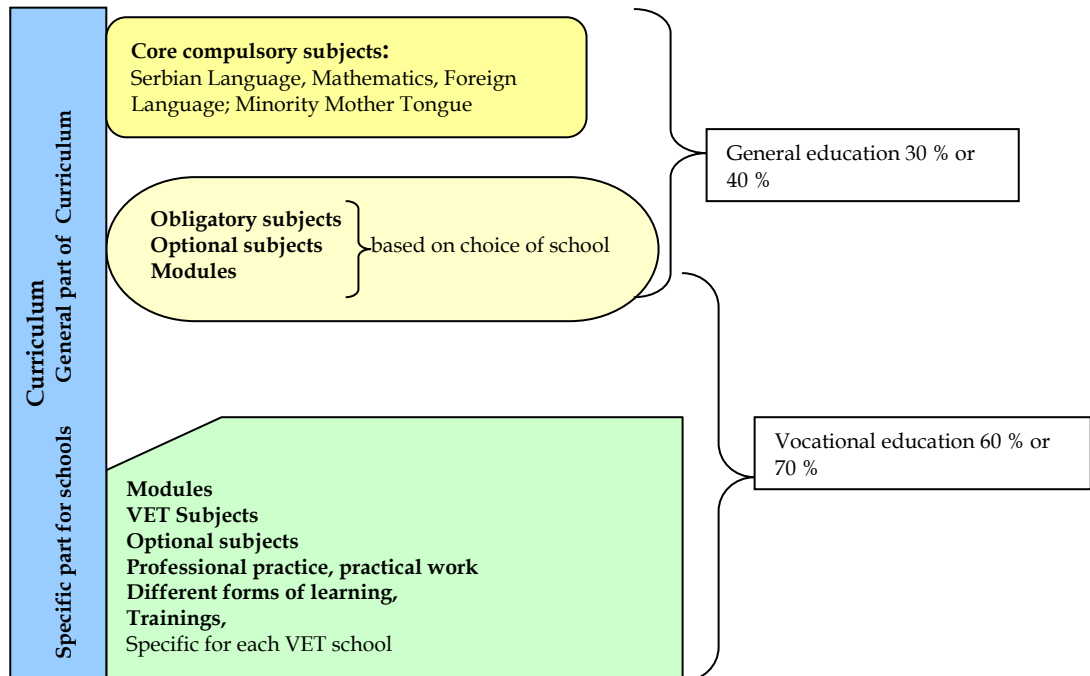 Curriculum
General part of Curriculum
Specific part for schools
Core compulsory subjects:
Serbian Language, Mathematics, Foreign
Language; Minority Mother Tongue
General education 30 % or
40 %
Obligatory subjects
Optional subjects
Modules
based on choice of school
Vocational education 60 % or
70 %
Modules
VET Subjects
Optional subjects
Professional practice, practical work
Different forms of learning,
Trainings,
Specific for each VET school